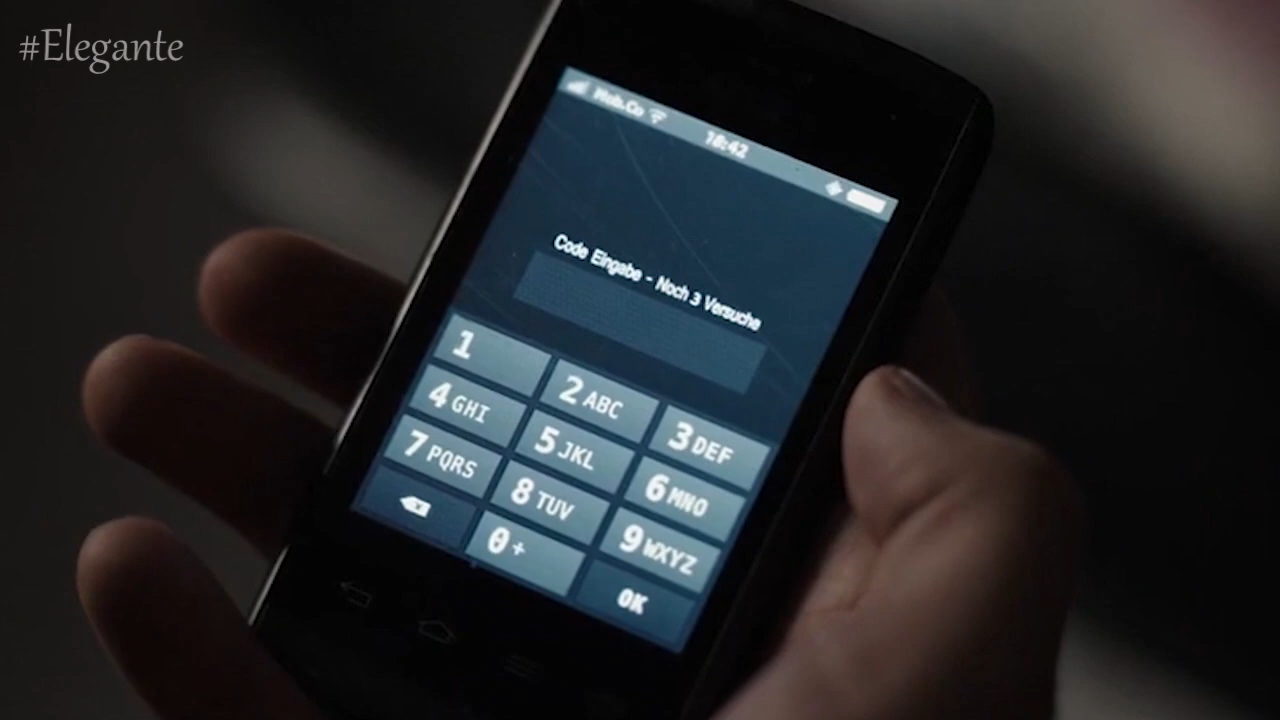 #Elegante
Mob.Co
18:42
Code Eingabe - Noch 3 Versuche
1
2 ABC
3 DEF
4 GHI
5 JKL
6 MNO
7 PQRS
8 TUV
9 WXYZ
0 +
OK